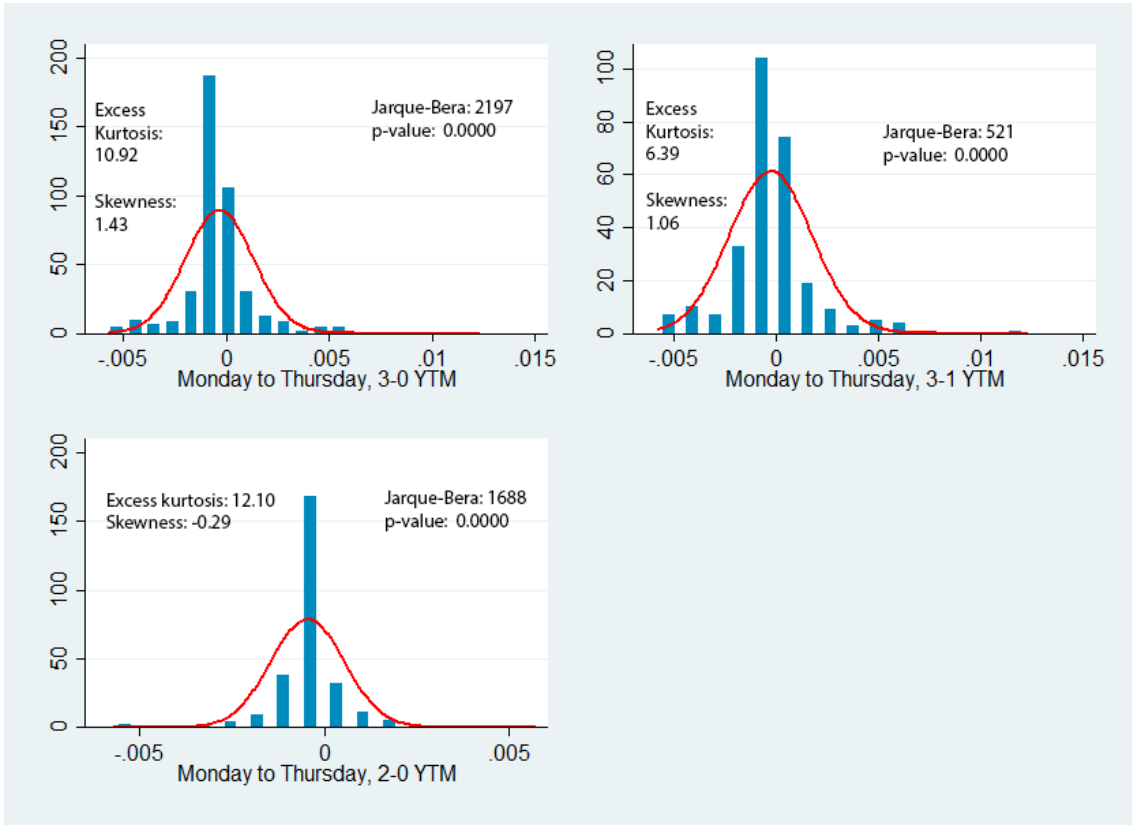 200
150
100
50
0
Excess
Kurtosis:
10.92
Skewness:
1.43
Jarque-Bera: 2197
p-value: 0.0000
-.005 0 .005 .01 .015
Monday to Thursday, 3-0 YTM
100
80
60
40
20
0
Excess
Kurtosis:
6.39
Skewness:
1.06
Jarque-Bera: 521
p-value: 0.0000
-.005 0 .005 .01 .015
Monday to Thursday, 3-1 YTM
200
150
100
50
0
Excess kurtosis: 12.10
Skewness: -0.29
Jarque-Bera: 1688
p-value: 0.0000
-.005 0 .005
Monday to Thursday, 2-0 YTM